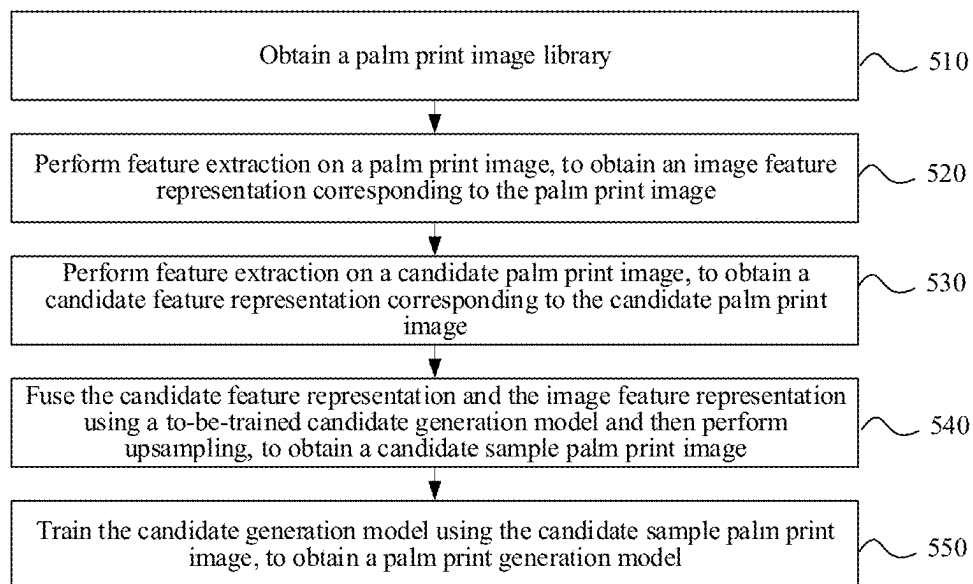 Obtain a palm print image library
510
Perform feature extraction on a palm print image, to obtain an image feature
representation corresponding to the palm print image
520
Perform feature extraction on a candidate palm print image, to obtain a
candidate feature representation corresponding to the candidate palm print
image
530
Fuse the candidate feature representation and the image feature representation
using a to-be-trained candidate generation model and then perform
upsampling, to obtain a candidate sample palm print image
540
Train the candidate generation model using the candidate sample palm print
image, to obtain a palm print generation model
550